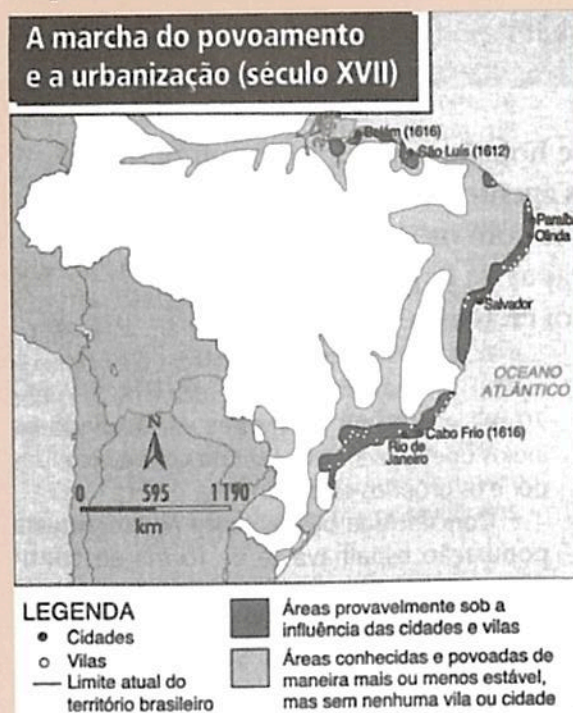 A marcha do povoamento
e a urbanização (século XVII)
Belém (1616)
São Luís (1612)
Paraíb
Olinda
Salvador
OCEANO
ATLÂNTICO
Cabo Frio (1616)
Rio de
Janeiro
N
0 595 1190
km
LEGENDA
Cidades
Vilas
Limite atual do
território brasileiro
Áreas provavelmente sob a
influência das cidades e vilas
Áreas conhecidas e povoadas de
maneira mais ou menos estável,
mas sem nenhuma vila ou cidade